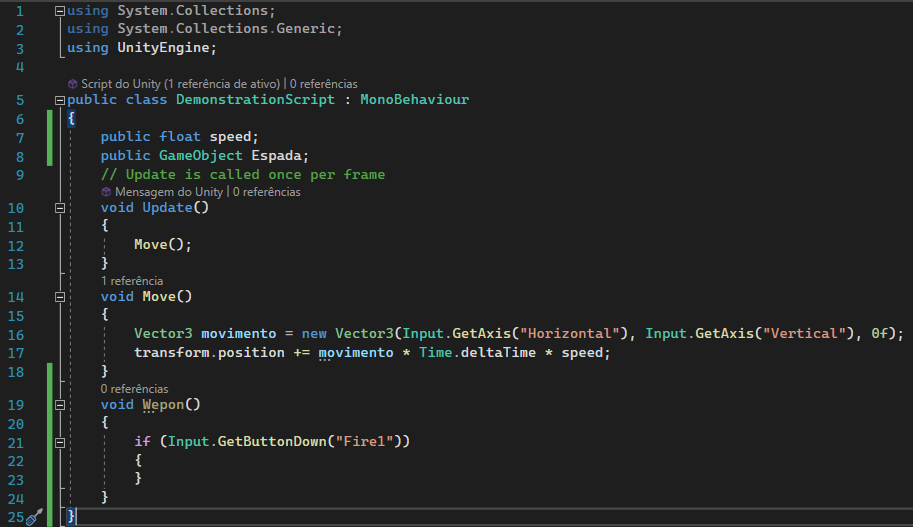 1 using System.Collections;
2 using System.Collections.Generic;
3 using UnityEngine;
4
Script do Unity (1 referência de ativo) | 0 referências
5 public class DemonstrationScript : MonoBehaviour
6 {
7 public float speed;
8 public GameObject Espada;
9 // Update is called once per frame
Mensagem do Unity | 0 referências
10 void Update()
11 {
12 Move();
13 }
1 referência
14 void Move()
15 {
16 Vector3 movimento = new Vector3(Input.GetAxis("Horizontal"), Input.GetAxis("Vertical"), 0f);
17 transform.position += movimento * Time.deltaTime * speed;
18 }
0 referências
19 void Wepon()
20 {
21 if (Input.GetButtonDown("Fire1"))
22 {
23 }
24 }
25 }